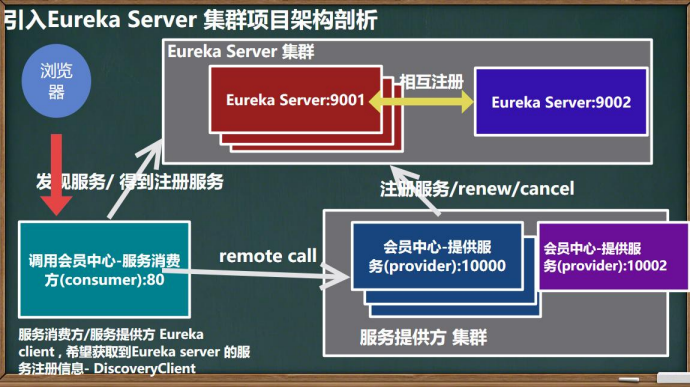 引入Eureka Server 集群项目架构剖析
Eureka Server 集群
浏览
器
Eureka Server:9001
相互注册
Eureka Server:9002
发现服务/ 得到注册服务
注册服务/renew/cancel
调用会员中心-服务消费
方(consumer):80
remote call
会员中心-提供服
务(provider):10000
会员中心-提供服
务(provider):10002
服务提供方 集群
服务消费方/服务提供方 Eureka
client , 希望获取到Eureka server 的服
务注册信息- DiscoveryClient